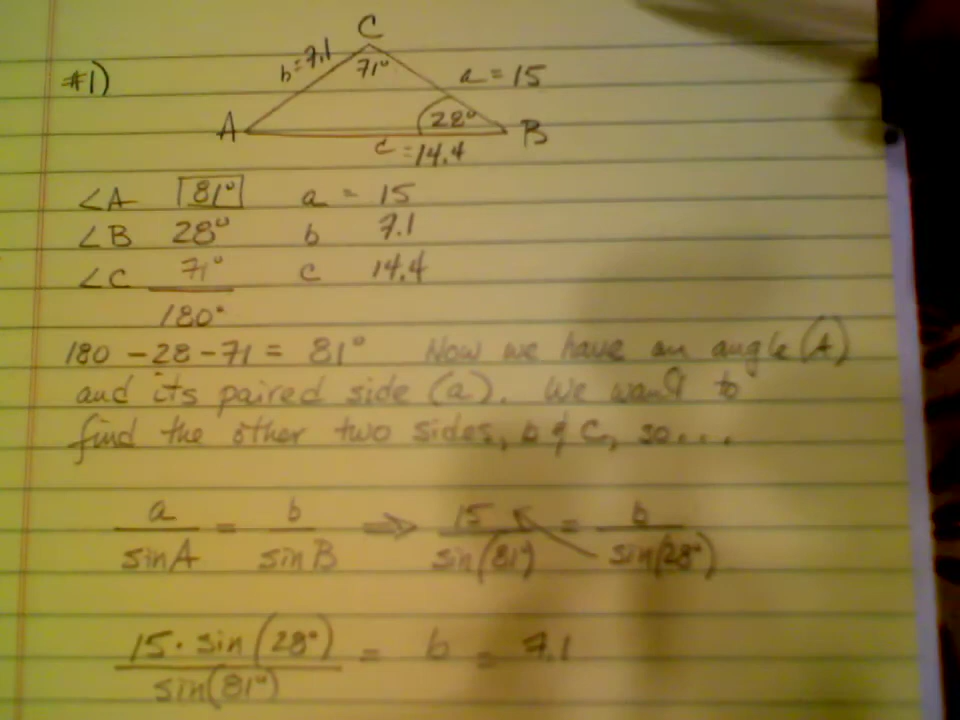 #1)
C
b=7.1
71°
a = 15
A
28°
B
c = 14.4
∠A 81° a = 15
∠B 28° b 7.1
∠C 71° c 14.4
180°
180 - 28 - 71 = 81° Now we have an angle (A)
and its paired side (a). We want to
find the other two sides, b & c, so...
a/sin A = b/sin B ⇒ 15/sin(81°) = b/sin(28°)
15 · sin(28°)/sin(81°) = b = 7.1